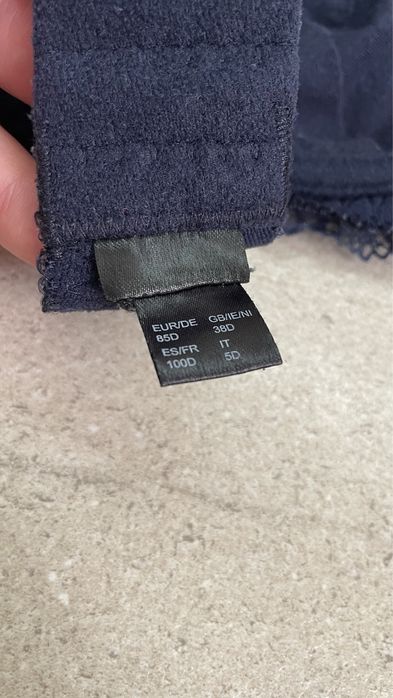 EUR/DE GB/IE/NI
85D 38D
ES/FR IT
100D 5D